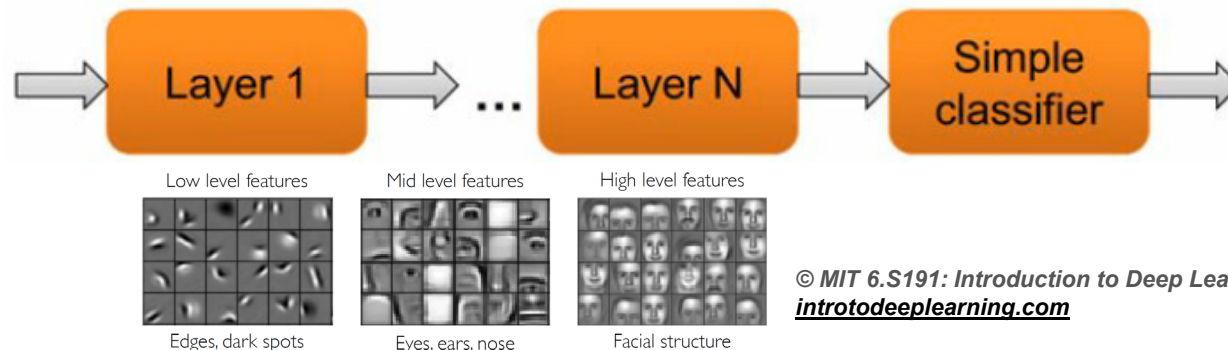 Layer 1
...
Layer N
Simple
classifier
Low level features
Mid level features
High level features
Edges, dark spots
Eyes, ears, nose
Facial structure
© MIT 6.S191: Introduction to Deep Lea
introtodeeplearning.com